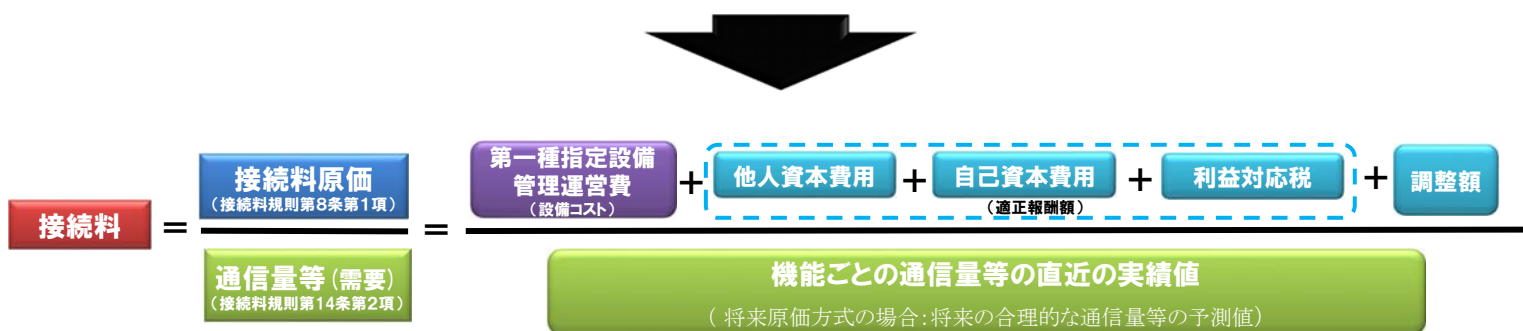 接続料
=
接続料原価
(接続料規則第8条第1項)
通信量等(需要)
(接続料規則第14条第2項)
=
第一種指定設備
管理運営費
(設備コスト)
+
他人資本費用
+
自己資本費用
(適正報酬額)
+
利益対応税
+
調整額
機能ごとの通信量等の直近の実績値
( 将来原価方式の場合:将来の合理的な通信量等の予測値)